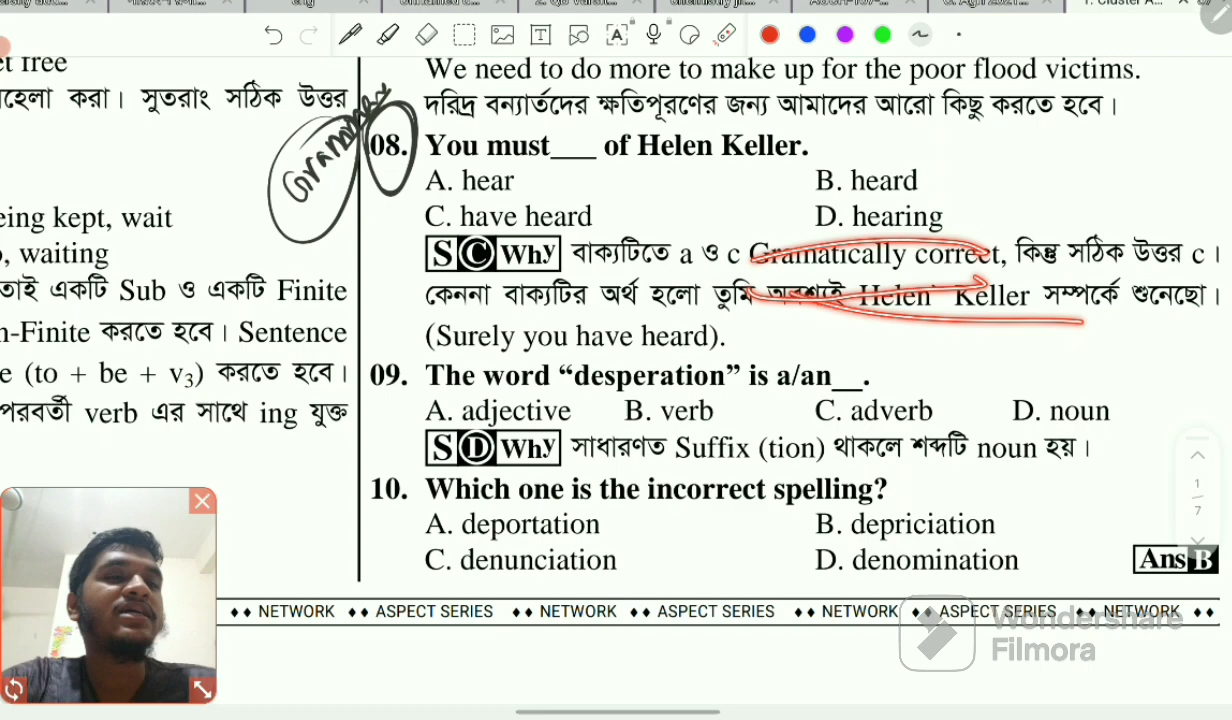 et free
হেলা করা। সুতরাং সঠিক উত্তর
eing kept, wait
, waiting
তাই একটি Sub ও একটি Finite
n-Finite করতে হবে। Sentence
e (to + be + v₃) করতে হবে।
পরবর্তী verb এর সাথে ing যুক্ত
We need to do more to make up for the poor flood victims.
দরিদ্র বন্যার্তদের ক্ষতিপূরণের জন্য আমাদের আরো কিছু করতে হবে।
Grammar
08. You must___ of Helen Keller.
A. hear B. heard
C. have heard D. hearing
S C Why বাক্যটিতে a ও c Gramatically correct, কিন্তু সঠিক উত্তর c।
কেননা বাক্যটির অর্থ হলো তুমি অবশ্যই Helen Keller সম্পর্কে শুনেছো।
(Surely you have heard).
09. The word “desperation” is a/an__.
A. adjective B. verb C. adverb D. noun
S D Why সাধারণত Suffix (tion) থাকলে শব্দটি noun হয়।
10. Which one is the incorrect spelling?
A. deportation B. depriciation
C. denunciation D. denomination
Ans B
1
7
♦♦ NETWORK ♦♦ ASPECT SERIES ♦♦ NETWORK ♦♦ ASPECT SERIES ♦♦ NETWORK ♦♦ ASPECT SERIES ♦♦ NETWORK ♦♦
Wondershare
Filmora